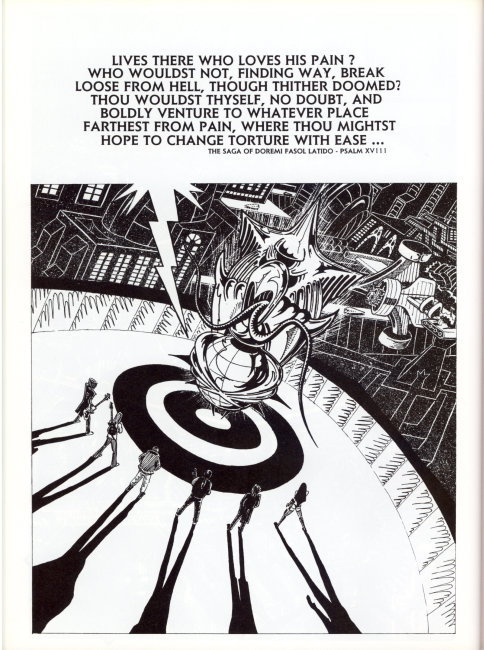 LIVES THERE WHO LOVES HIS PAIN ?
WHO WOULDST NOT, FINDING WAY, BREAK
LOOSE FROM HELL, THOUGH THITHER DOOMED?
THOU WOULDST THYSELF, NO DOUBT, AND
BOLDLY VENTURE TO WHATEVER PLACE
FARTHEST FROM PAIN, WHERE THOU MIGHTST
HOPE TO CHANGE TORTURE WITH EASE ...
THE SAGA OF DOREMI FASOL LATIDO - PSALM XV111